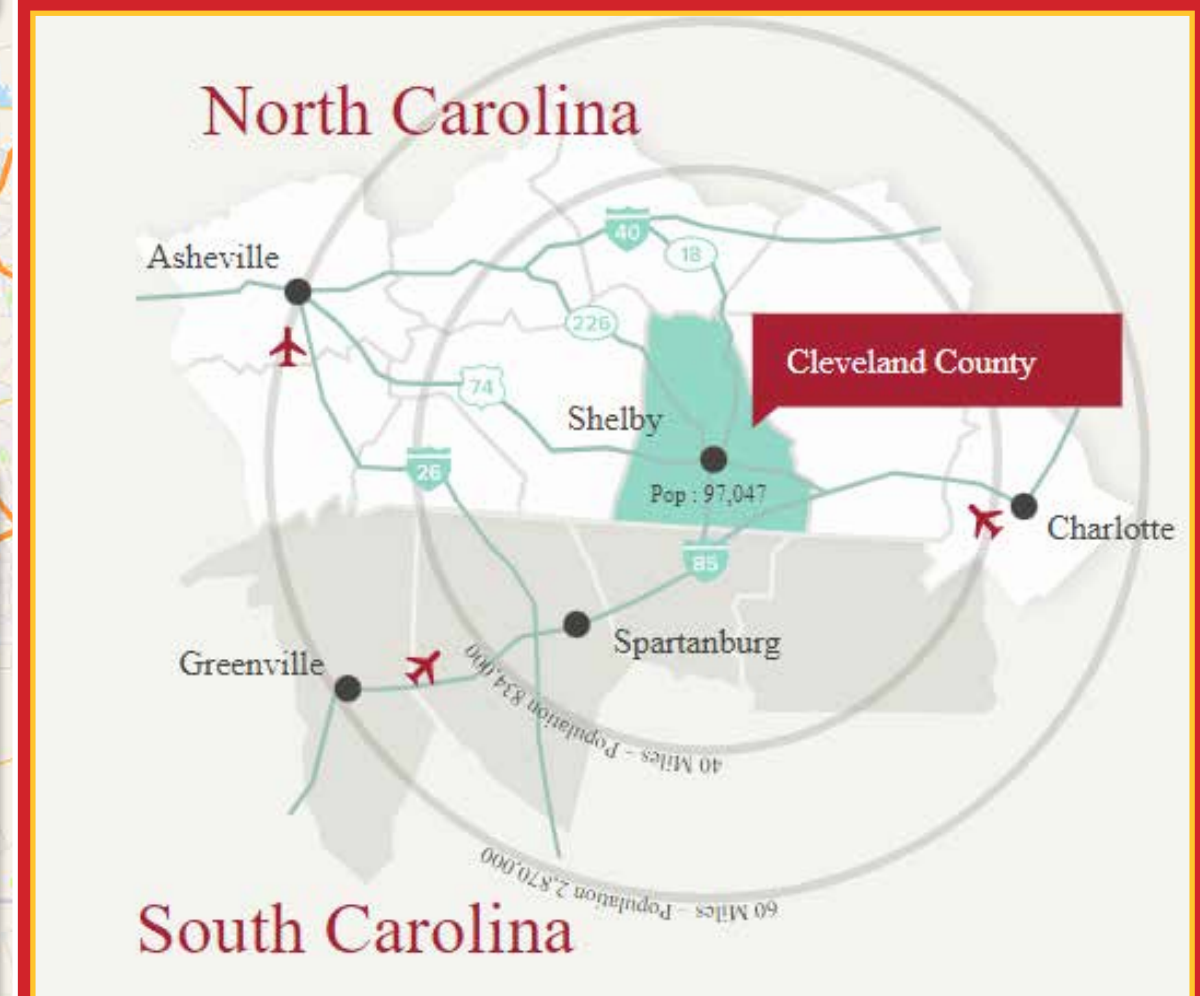 North Carolina
40
18
Asheville
226
Cleveland County
74
Shelby
26
Pop : 97,047
Charlotte
85
Spartanburg
Greenville
40 Miles - Population 834,000
60 Miles - Population 2,870,000
South Carolina